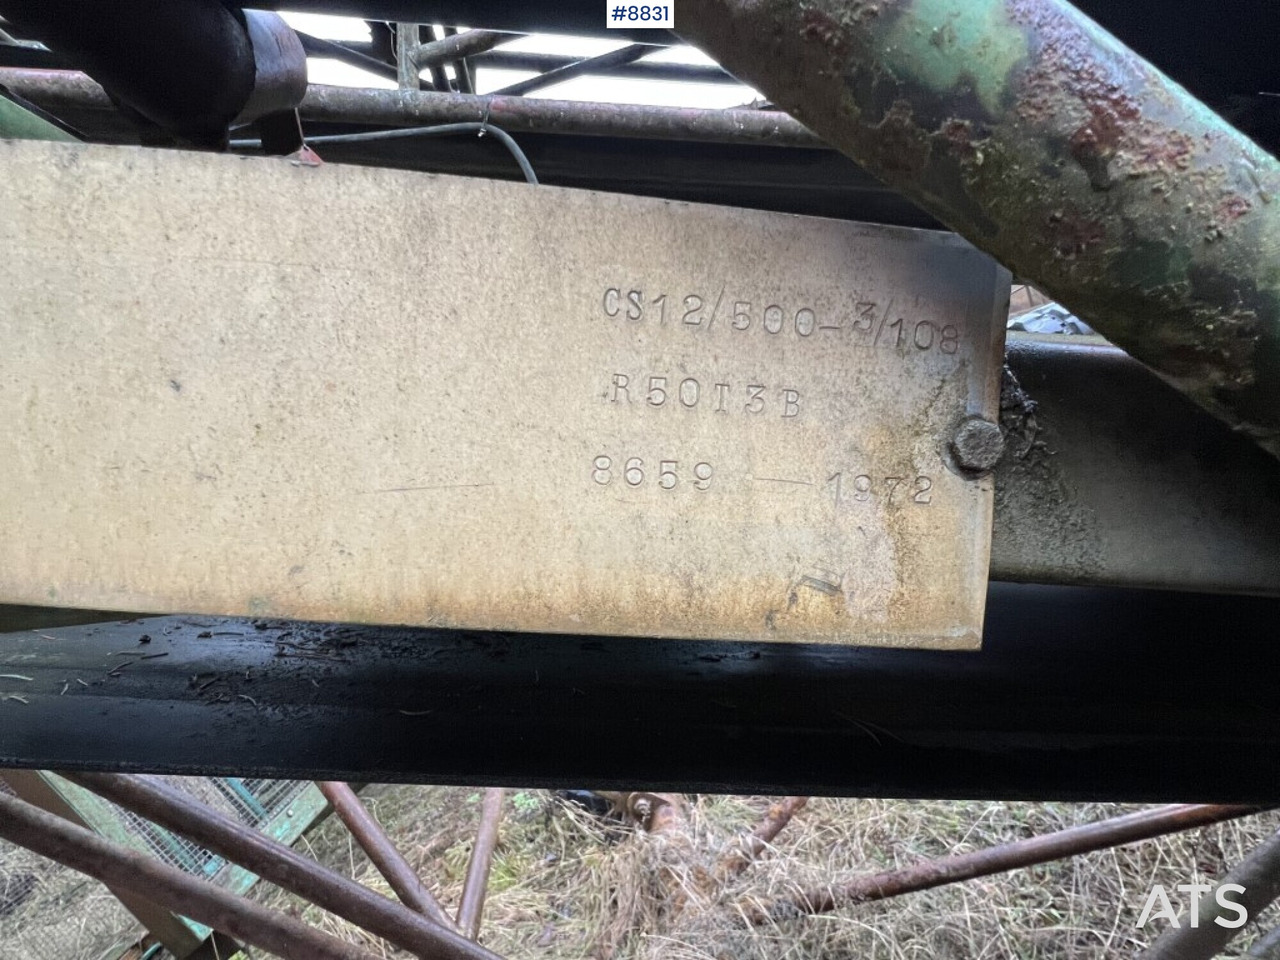 #8831
CS12/500-3/108
R50T3B
8659 — 1972
ATS